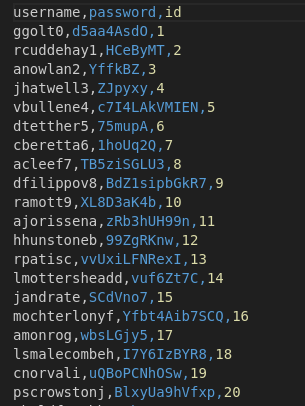 username,password,id
ggolt0,d5aa4AsdO,1
rcuddehay1,HCeByMT,2
anowlan2,YffkBZ,3
jhatwell3,ZJpyxy,4
vbullene4,c7I4LAkVMIEN,5
dtetther5,75mupA,6
cberetta6,1hoUq2Q,7
acleef7,TB5ziSGLU3,8
dfilippov8,BdZ1sipbGkR7,9
ramott9,XL8D3aK4b,10
ajorissena,zRb3hUH99n,11
hhunstoneb,99ZgRKnw,12
rpatisc,vvUxiLFNRexI,13
lmottersheadd,vuf6Zt7C,14
jandrate,SCdVno7,15
mochterlonyf,Yfbt4Aib7SCQ,16
amonrog,wbsLGjy5,17
lsmalecombeh,I7Y6IzBYR8,18
cnorvali,uQBoPCNhOSw,19
pscrowstonj,BlxyUa9hVfxp,20